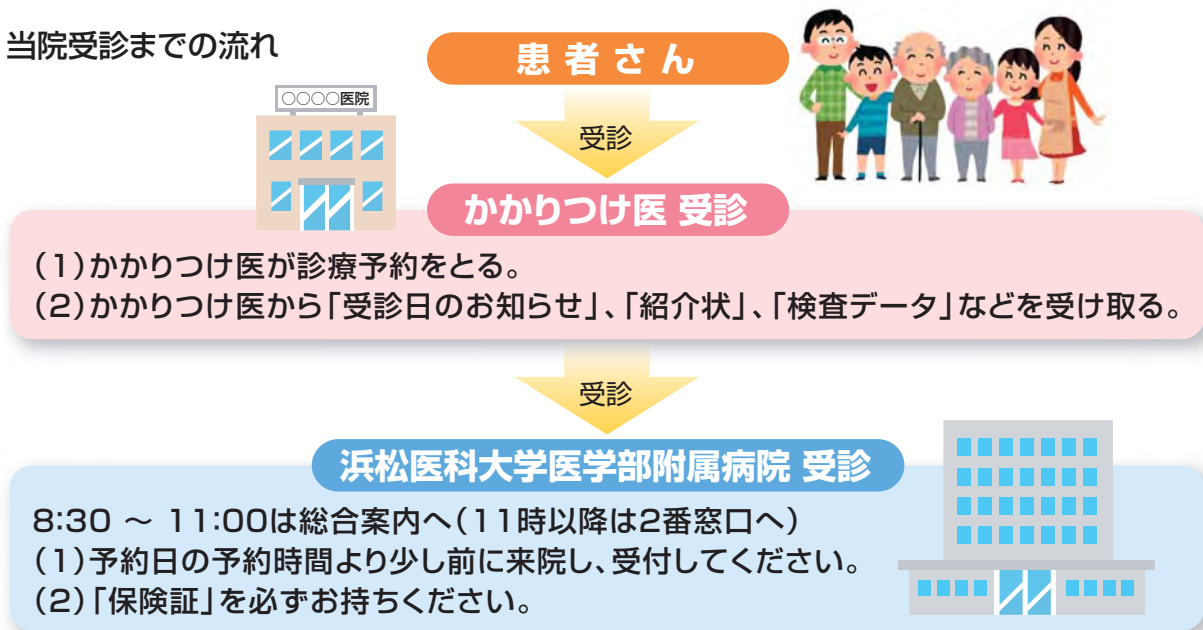 当院受診までの流れ
患者さん
○○○○医院
受診
かかりつけ医 受診
(1)かかりつけ医が診療予約をとる。
(2)かかりつけ医から「受診日のお知らせ」、「紹介状」、「検査データ」などを受け取る。
受診
浜松医科大学医学部附属病院 受診
8:30 ～ 11:00は総合案内へ(11時以降は2番窓口へ)
(1)予約日の予約時間より少し前に来院し、受付してください。
(2)「保険証」を必ずお持ちください。